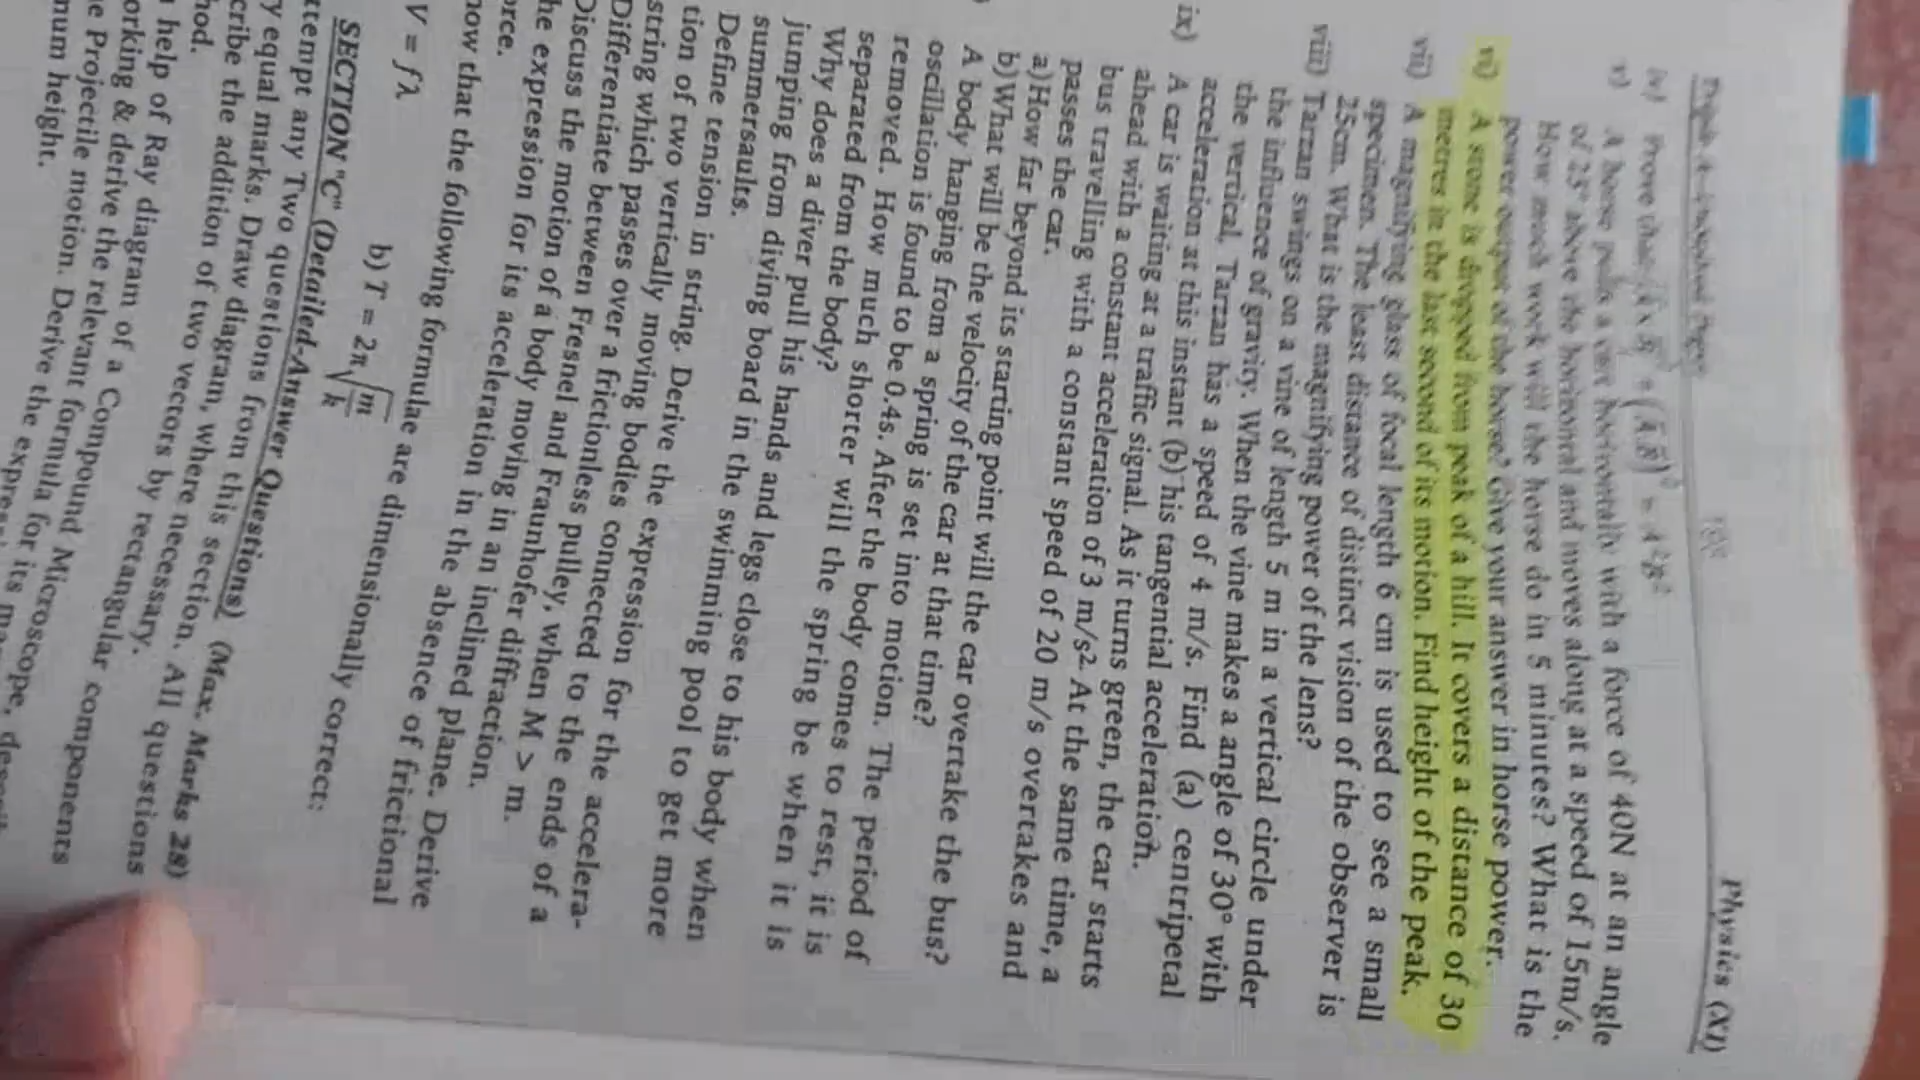 Physics (XI)
iv) Prove that
v) A horse pulls a cart horizontally with a force of 40N at an angle
of 25° above the horizontal and moves along at a speed of 15m/s.
How much work will the horse do in 5 minutes? What is the
power output of the horse? Give your answer in horse power.
vi) A stone is dropped from peak of a hill. It covers a distance of 30
metres in the last second of its motion. Find height of the peak.
vii) A magnifying glass of focal length 6 cm is used to see a small
specimen. The least distance of distinct vision of the observer is
25cm. What is the magnifying power of the lens?
viii) Tarzan swings on a vine of length 5 m in a vertical circle under
the influence of gravity. When the vine makes a angle of 30° with
the vertical, Tarzan has a speed of 4 m/s. Find (a) centripetal
acceleration at this instant (b) his tangential acceleration.
ix) A car is waiting at a traffic signal. As it turns green, the car starts
ahead with a constant acceleration of 3 m/s². At the same time, a
bus travelling with a constant speed of 20 m/s overtakes and
passes the car.
a)How far beyond its starting point will the car overtake the bus?
b)What will be the velocity of the car at that time?
A body hanging from a spring is set into motion. The period of
oscillation is found to be 0.4s. After the body comes to rest, it is
removed. How much shorter will the spring be when it is
separated from the body?
Why does a diver pull his hands and legs close to his body when
jumping from diving board in the swimming pool to get more
summersaults.
Define tension in string. Derive the expression for the accelera-
tion of two vertically moving bodies connected to the ends of a
string which passes over a frictionless pulley, when M > m.
Differentiate between Fresnel and Fraunhofer diffraction.
Discuss the motion of a body moving in an inclined plane. Derive
he expression for its acceleration in the absence of frictional
orce.
how that the following formulae are dimensionally correct:
V = fλ b) T = 2π√m/k
SECTION "C" (Detailed-Answer Questions) (Max. Marks 28)
ttempt any Two questions from this section. All questions
y equal marks. Draw diagram, where necessary.
cribe the addition of two vectors by rectangular components
hod.
help of Ray diagram of a Compound Microscope,
orking & derive the relevant formula for its
e Projectile motion. Derive the
mum height.